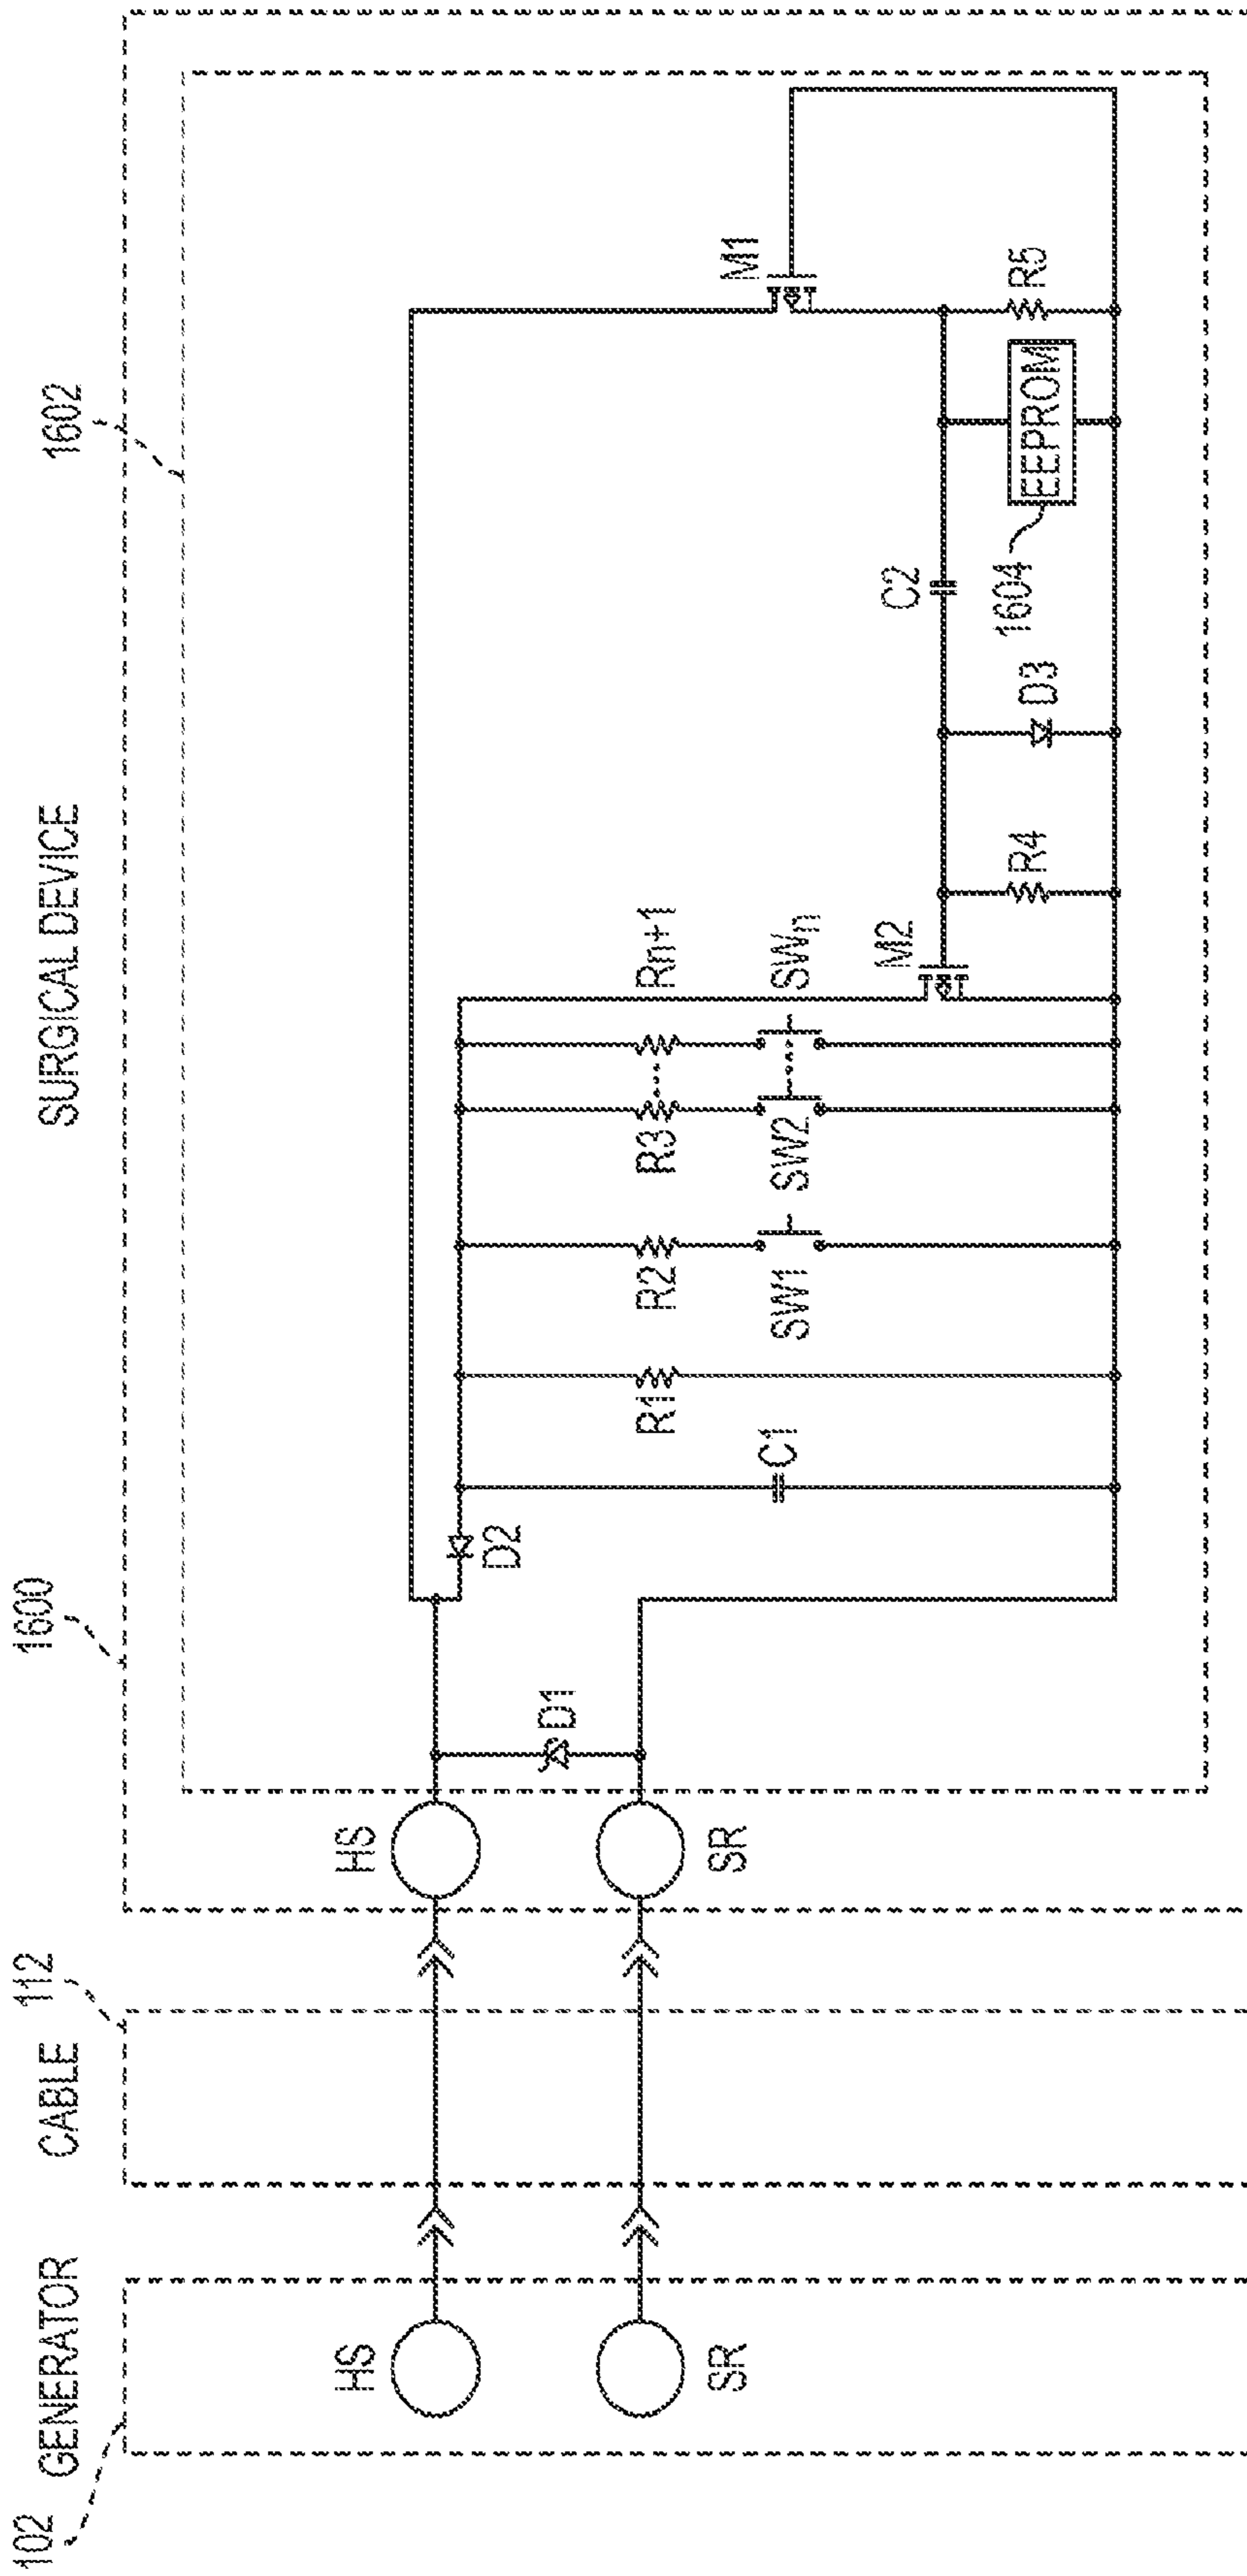 102
GENERATOR
CABLE
112
1600
SURGICAL DEVICE
1602
HS
HS
SR
SR
D1
D2
C1
R1
R2
R3
Rn+1
SW1
SW2
SWn
M2
R4
D3
C2
1604
EEPROM
R5
M1